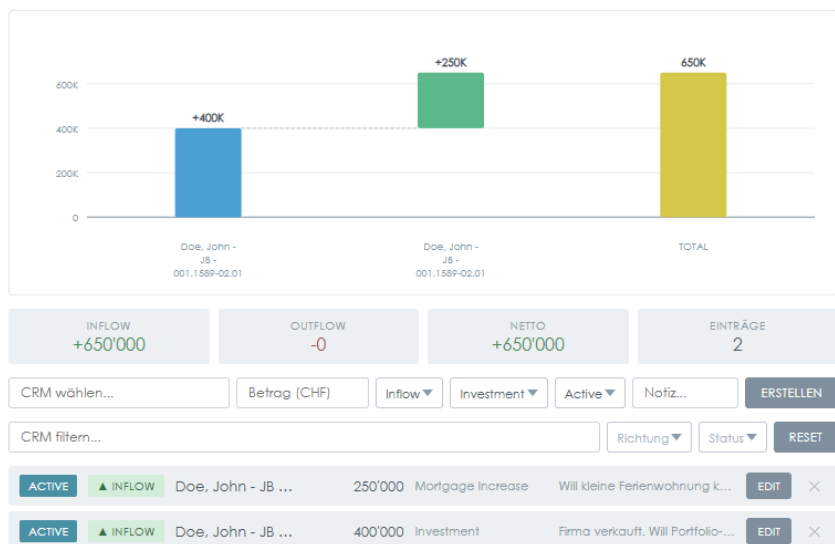 +250K
650K
600K
+400K
400K
200K
0
Doe, John -
JB -
001.1589-02.01
Doe, John -
JB -
001.1589-02.01
TOTAL
INFLOW
+650'000
OUTFLOW
-0
NETTO
+650'000
EINTRÄGE
2
CRM wählen...
Betrag (CHF)
Inflow
Investment
Active
Notiz...
ERSTELLEN
CRM filtern...
Richtung
Status
RESET
ACTIVE ▲ INFLOW Doe, John - JB ... 250'000 Mortgage Increase Will kleine Ferienwohnung k... EDIT ×
ACTIVE ▲ INFLOW Doe, John - JB ... 400'000 Investment Firma verkauft. Will Portfolio-... EDIT ×